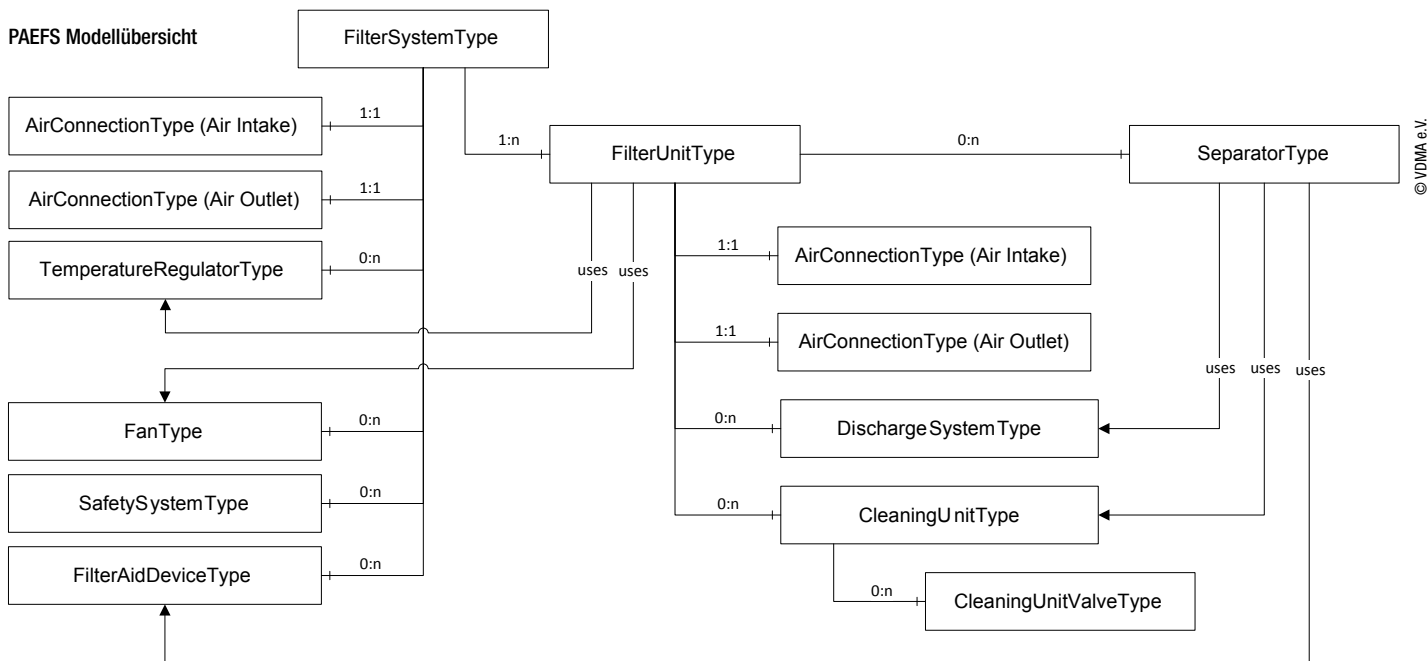 PAEFS Modellübersicht
FilterSystemType
AirConnectionType (Air Intake)
1:1
AirConnectionType (Air Outlet)
1:1
TemperatureRegulatorType
0:n
FanType
0:n
SafetySystemType
0:n
FilterAidDeviceType
0:n
1:n
FilterUnitType
0:n
SeparatorType
uses
uses
1:1
AirConnectionType (Air Intake)
1:1
AirConnectionType (Air Outlet)
0:n
DischargeSystemType
0:n
CleaningUnitType
0:n
CleaningUnitValveType
uses
uses
uses
© VDMA e.V.